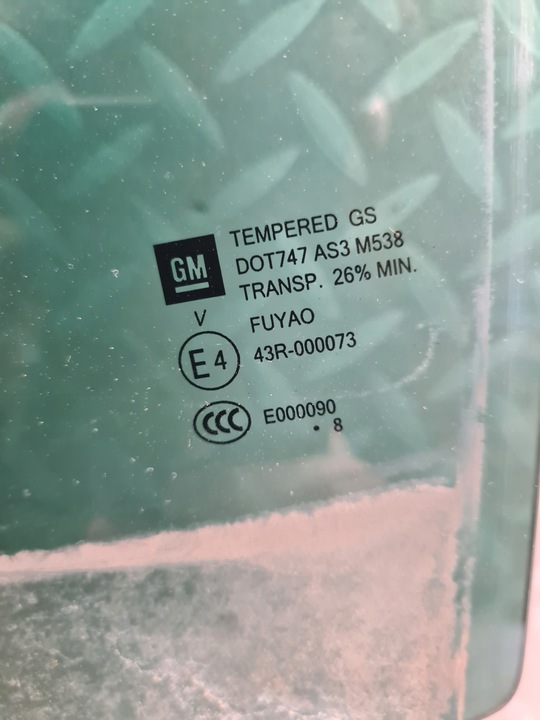 GM
TEMPERED GS
DOT747 AS3 M538
TRANSP. 26% MIN.
V
FUYAO
E4
43R-000073
CCC
E000090
. 8